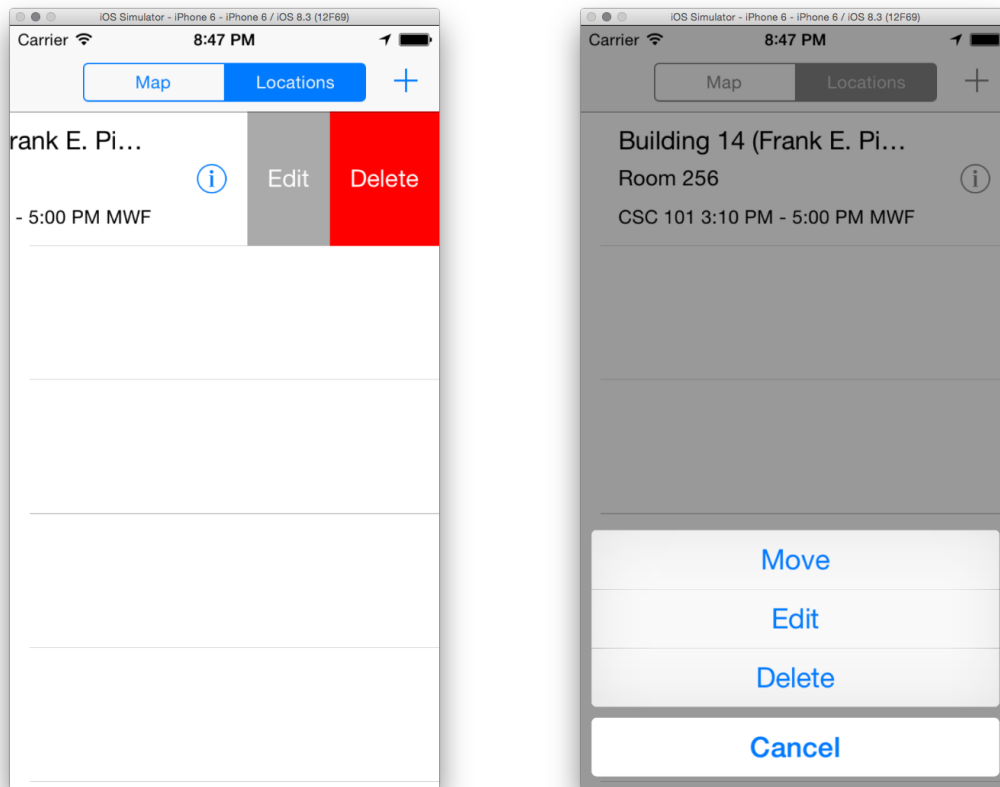 iOS Simulator - iPhone 6 - iPhone 6 / iOS 8.3 (12F69)
Carrier 8:47 PM
Map Locations +
rank E. Pi...
i
- 5:00 PM MWF
Edit Delete
iOS Simulator - iPhone 6 - iPhone 6 / iOS 8.3 (12F69)
Carrier 8:47 PM
Map Locations +
Building 14 (Frank E. Pi...
Room 256
i
CSC 101 3:10 PM - 5:00 PM MWF
Move
Edit
Delete
Cancel